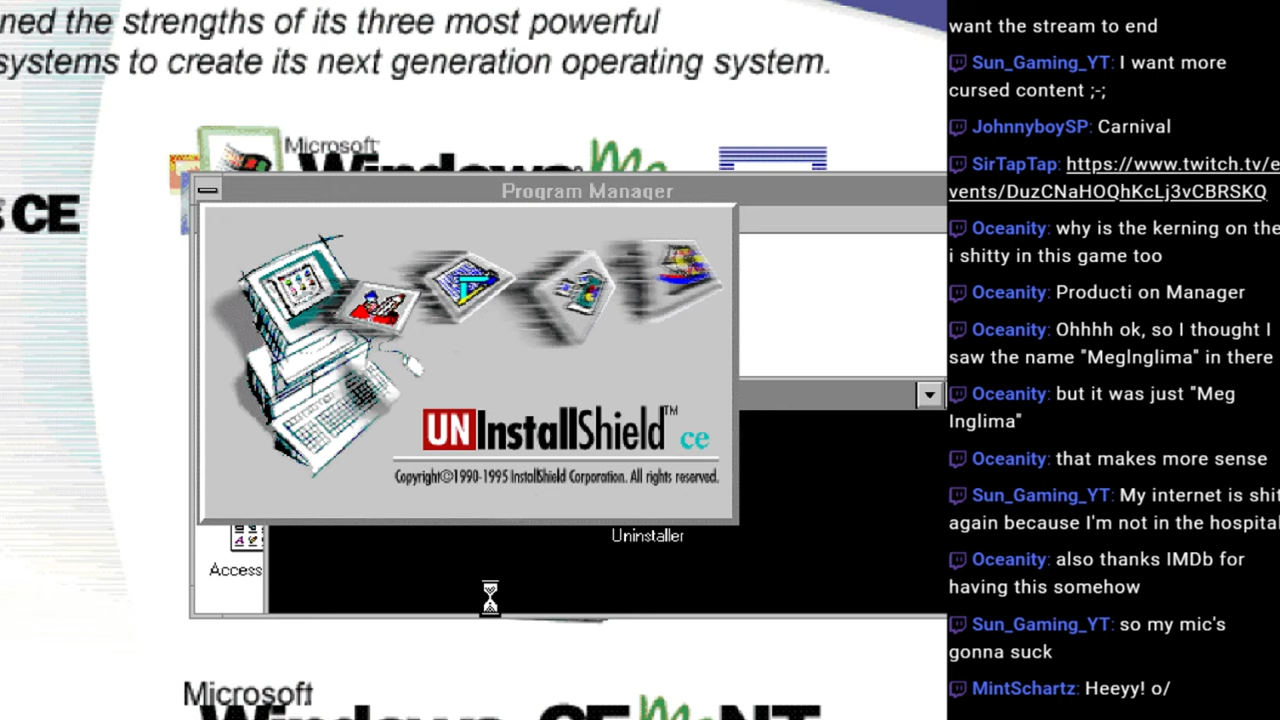 ned the strengths of its three most powerful
systems to create its next generation operating system.
Microsoft
Windows Me
CE
Program Manager
UNInstallShield™ ce
Copyright©1990-1995 InstallShield Corporation. All rights reserved.
Uninstaller
Access
Microsoft
Windows CEMeNT
want the stream to end
Sun_Gaming_YT: I want more
cursed content ;-;
JohnnyboySP: Carnival
SirTapTap: https://www.twitch.tv/e
vents/DuzCNaHOQhKcLj3vCBRSKQ
Oceanity: why is the kerning on the
i shitty in this game too
Oceanity: Producti on Manager
Oceanity: Ohhhh ok, so I thought I
saw the name "MegInglima" in there
Oceanity: but it was just "Meg
Inglima"
Oceanity: that makes more sense
Sun_Gaming_YT: My internet is shit
again because I'm not in the hospital
Oceanity: also thanks IMDb for
having this somehow
Sun_Gaming_YT: so my mic's
gonna suck
MintSchartz: Heeyy! o/